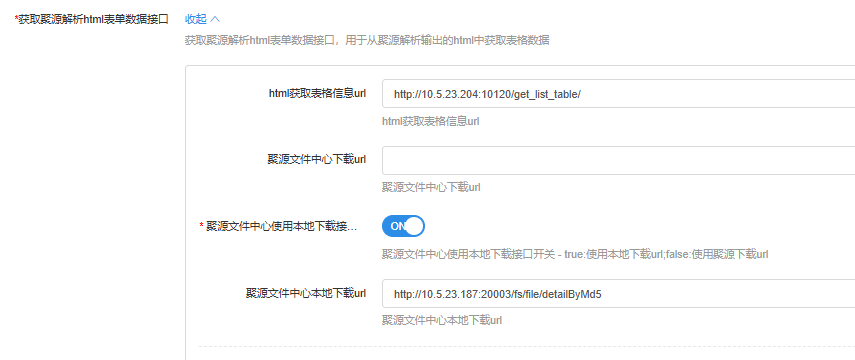 *获取聚源解析html表单数据接口
收起
获取聚源解析html表单数据接口，用于从聚源解析输出的html中获取表格数据
html获取表格信息url
http://10.5.23.204:10120/get_list_table/
html获取表格信息url
聚源文件中心下载url
聚源文件中心下载url
* 聚源文件中心使用本地下载接...
ON
聚源文件中心使用本地下载接口开关 - true:使用本地下载url;false:使用聚源下载url
聚源文件中心本地下载url
http://10.5.23.187:20003/fs/file/detailByMd5
聚源文件中心本地下载url